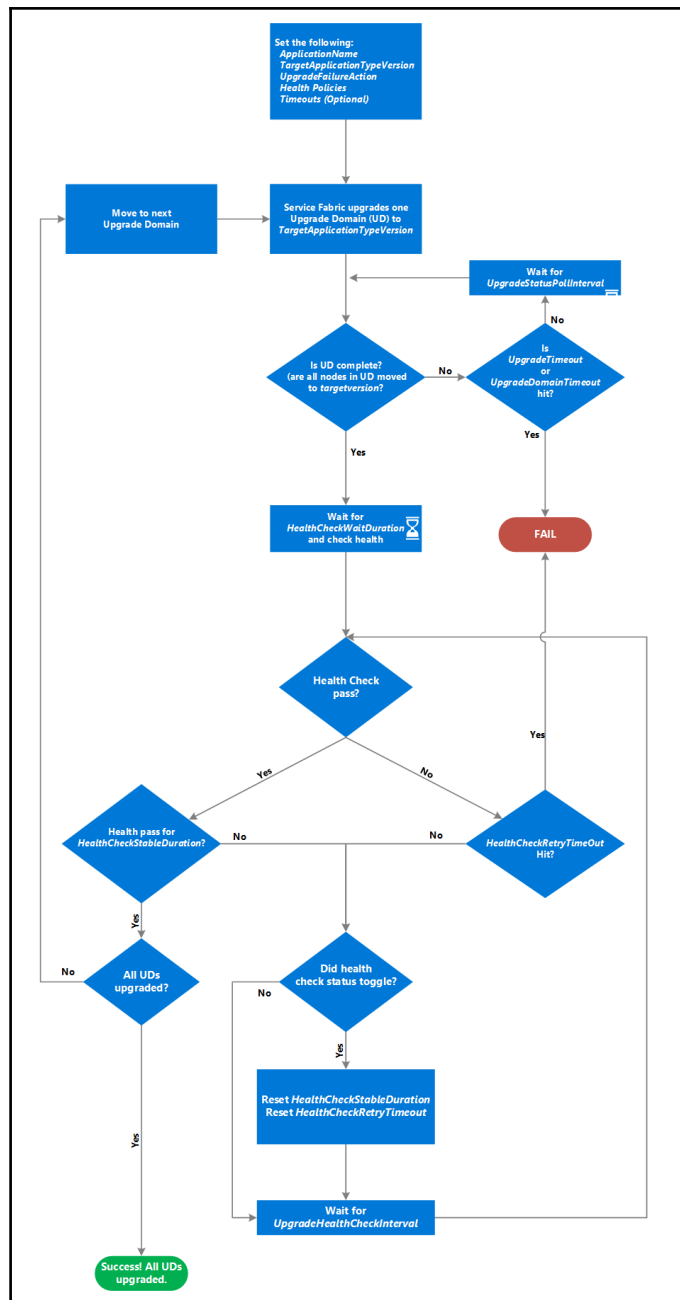 Set the following:
ApplicationName
TargetApplicationTypeVersion
UpgradeFailureAction
Health Policies
Timeouts (Optional)
Move to next
Upgrade Domain
Service Fabric upgrades one
Upgrade Domain (UD) to
TargetApplicationTypeVersion
Wait for
UpgradeStatusPollInterval
No
Is UD complete?
(are all nodes in UD moved
to targetversion?
No
Is
UpgradeTimeout
or
UpgradeDomainTimeout
hit?
Yes
Yes
Wait for
HealthCheckWaitDuration
and check health
FAIL
Health Check
pass?
Yes
No
Yes
Health pass for
HealthCheckStableDuration?
No
No
HealthCheckRetryTimeOut
Hit?
Yes
All UDs
upgraded?
No
Did health
check status toggle?
No
Yes
Reset HealthCheckStableDuration
Reset HealthCheckRetryTimeout
Yes
Wait for
UpgradeHealthCheckInterval
Success! All UDs
upgraded.